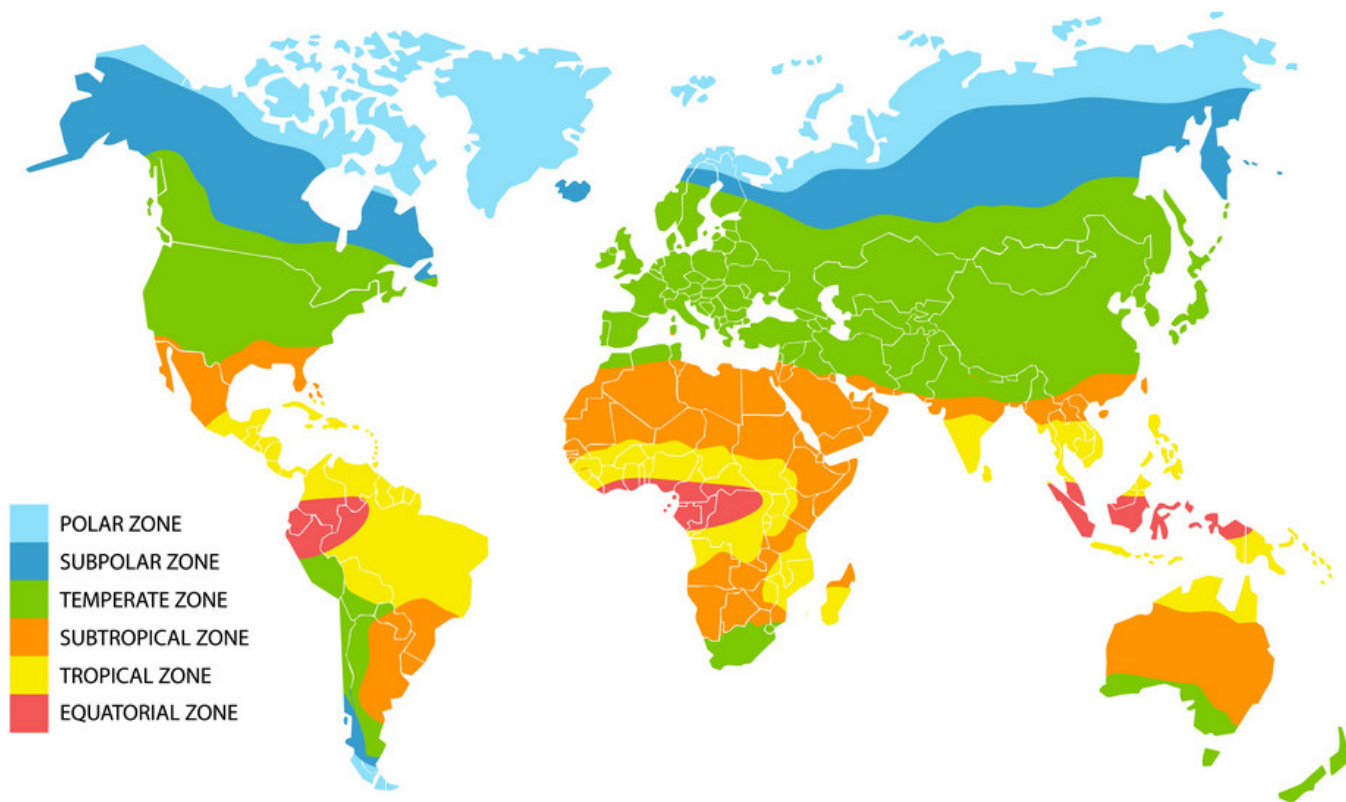 POLAR ZONE
SUBPOLAR ZONE
TEMPERATE ZONE
SUBTROPICAL ZONE
TROPICAL ZONE
EQUATORIAL ZONE